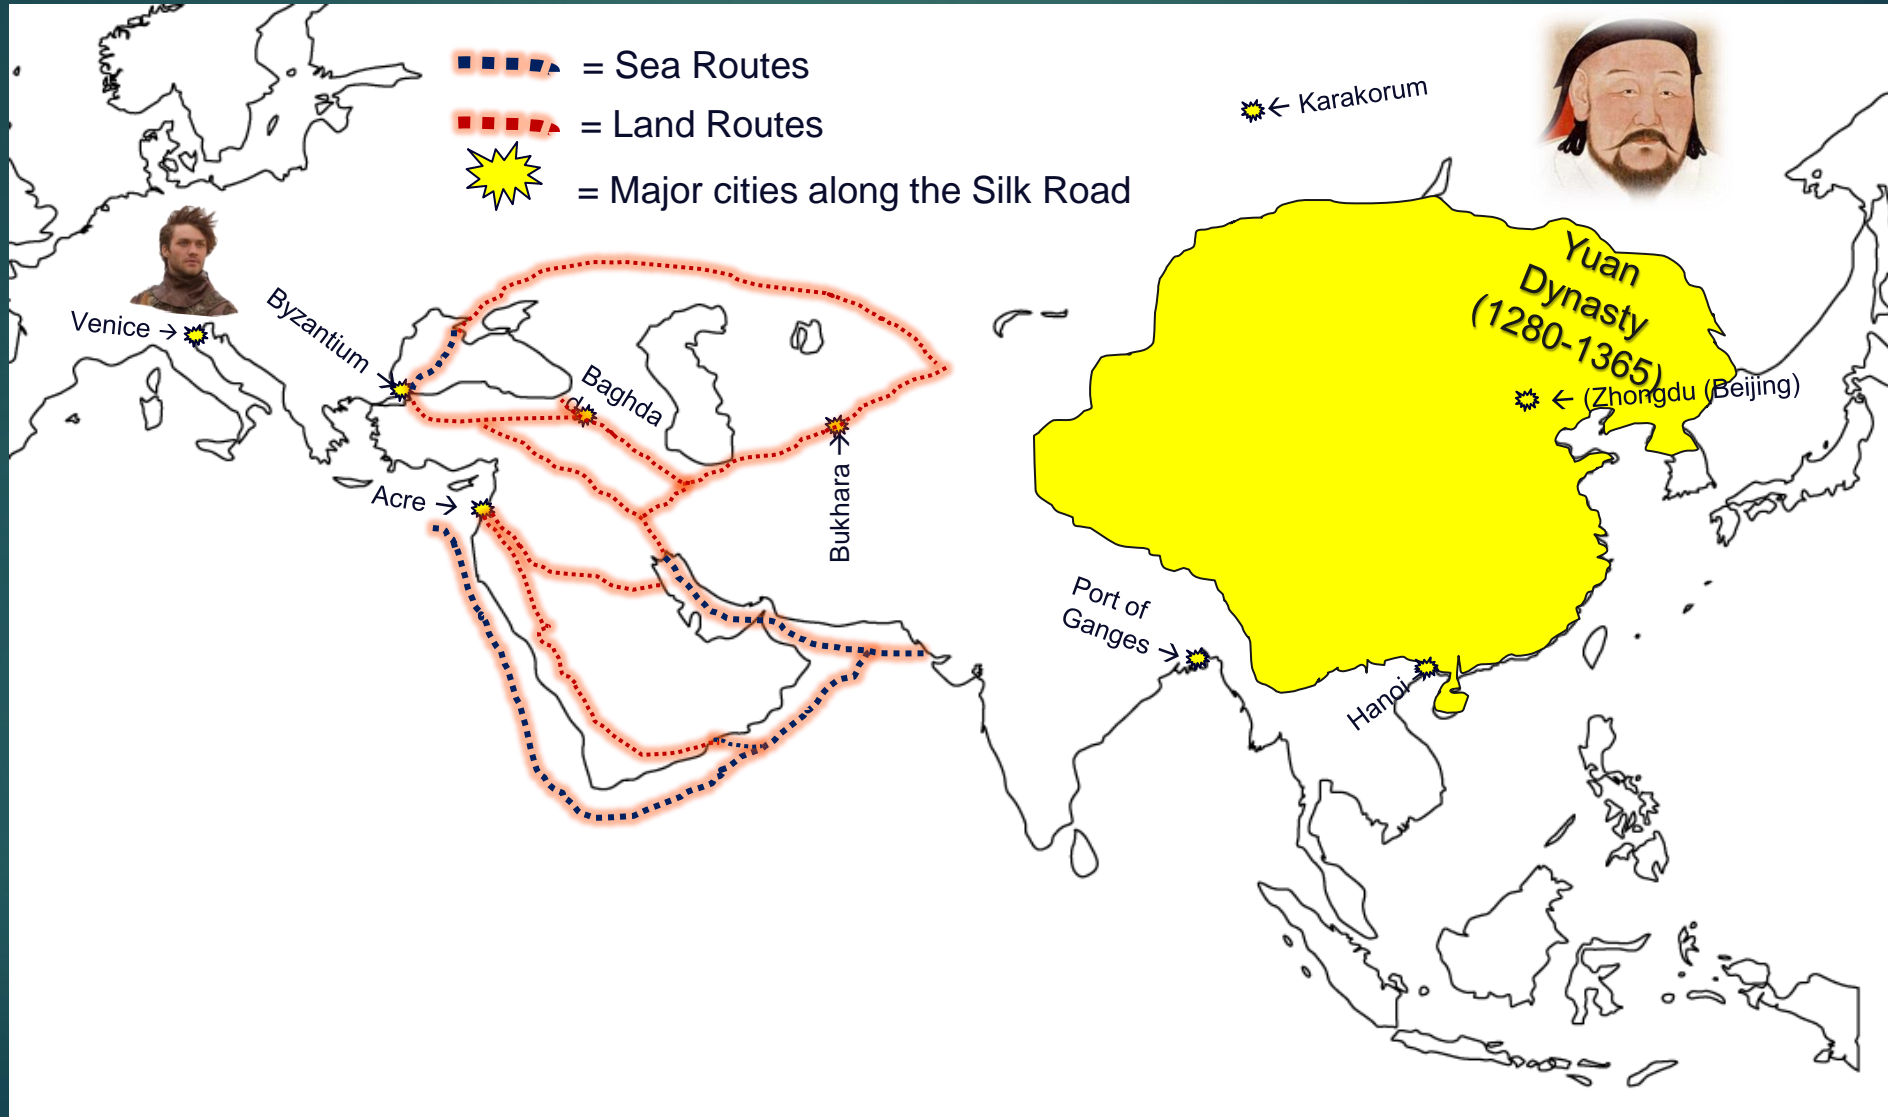 = Sea Routes
= Land Routes
= Major cities along the Silk Road
← Karakorum
Venice →
Byzantium →
Baghda
d
Acre →
Bukhara →
Yuan
Dynasty
(1280-1365)
← (Zhongdu (Beijing)
Port of
Ganges →
Hanoi →